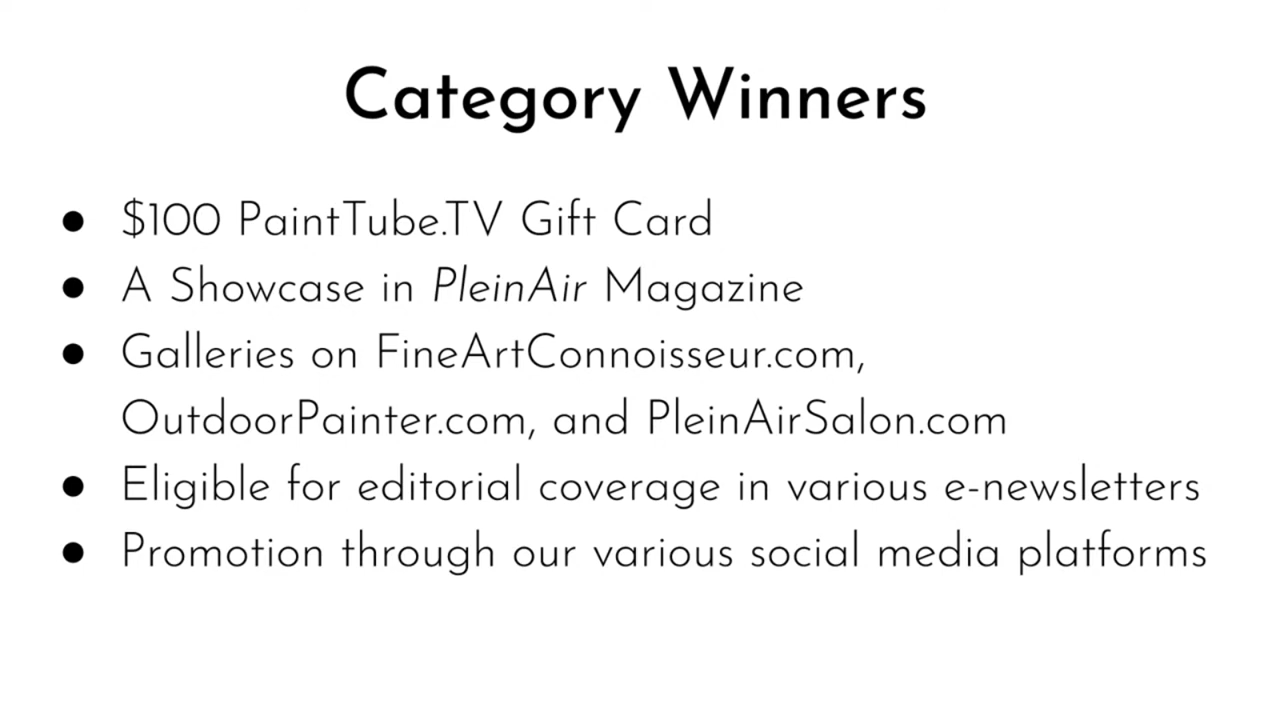 Category Winners
● $100 PaintTube.TV Gift Card
● A Showcase in PleinAir Magazine
● Galleries on FineArtConnoisseur.com,
OutdoorPainter.com, and PleinAirSalon.com
● Eligible for editorial coverage in various e-newsletters
● Promotion through our various social media platforms